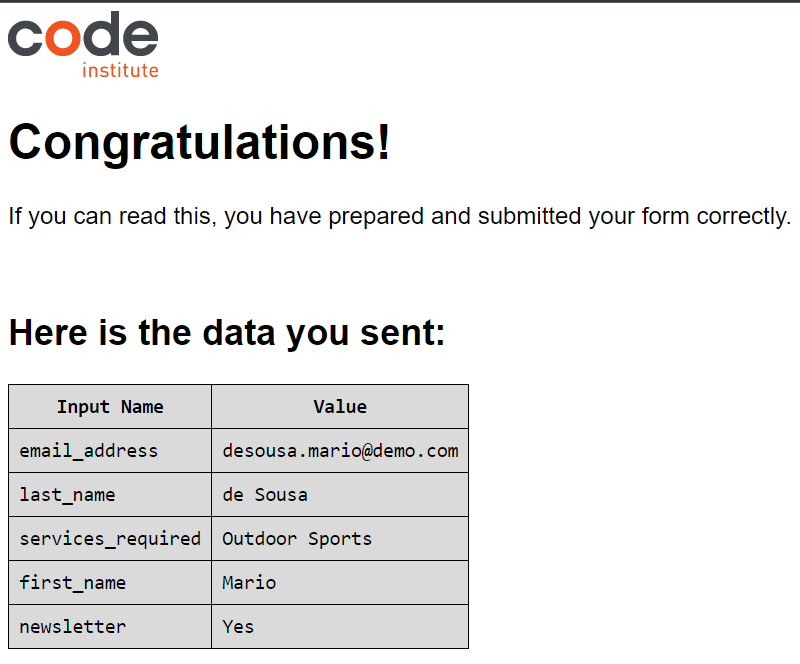 code
institute
Congratulations!
If you can read this, you have prepared and submitted your form correctly.
Here is the data you sent:
Input Name Value
email_address desousa.mario@demo.com
last_name de Sousa
services_required Outdoor Sports
first_name Mario
newsletter Yes